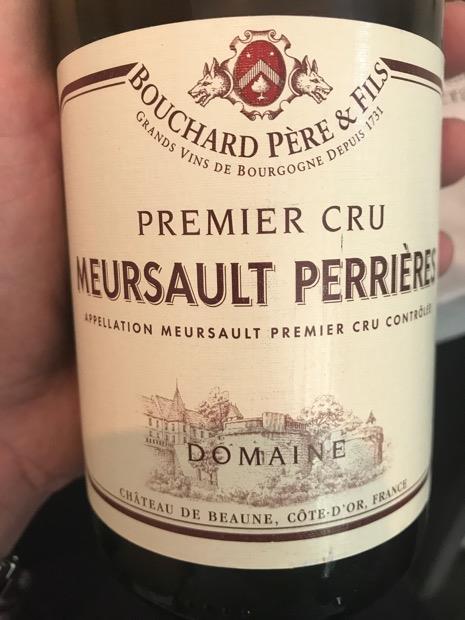 BOUCHARD PÈRE & FILS
GRANDS VINS DE BOURGOGNE DEPUIS 1731
PREMIER CRU
MEURSAULT PERRIÈRES
APPELLATION MEURSAULT PREMIER CRU CONTRÔLÉE
DOMAINE
CHÂTEAU DE BEAUNE, CÔTE-D'OR, FRANCE